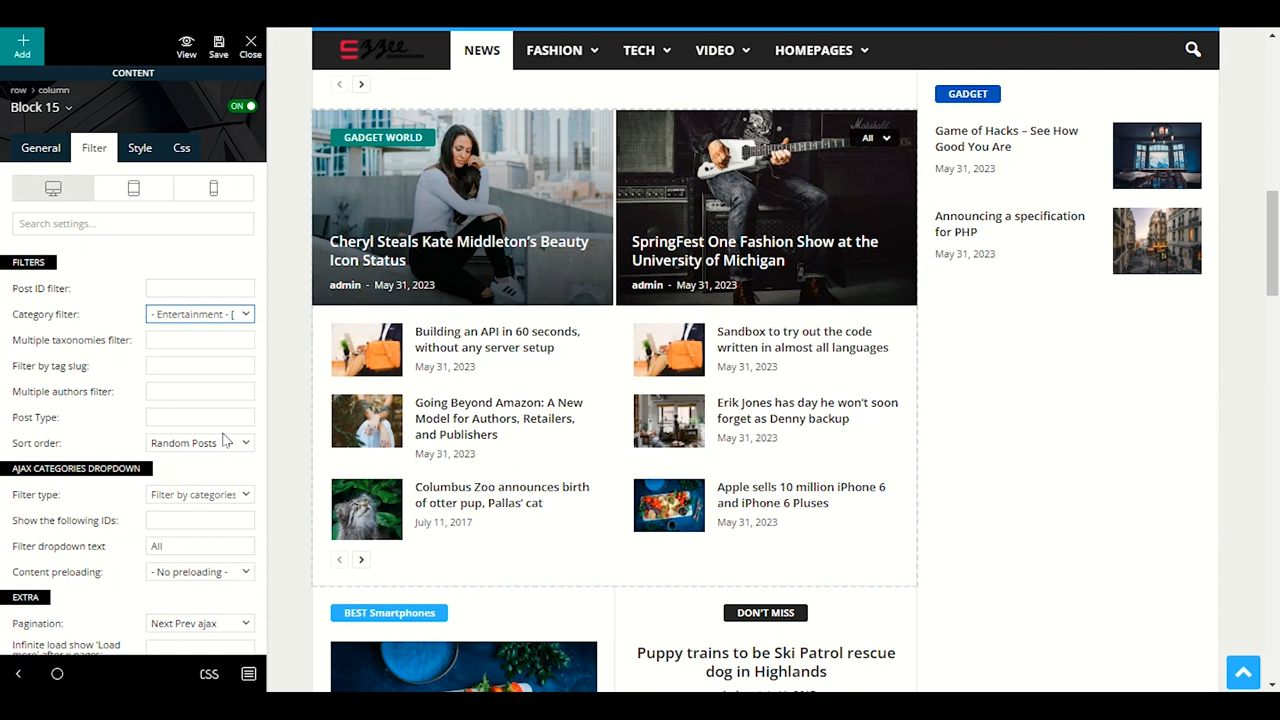 Add
View
Save
Close
CONTENT
row > column
Block 15
ON
General
Filter
Style
Css
Search settings...
FILTERS
Post ID filter:
Category filter:
- Entertainment - [
Multiple taxonomies filter:
Filter by tag slug:
Multiple authors filter:
Post Type:
Sort order:
Random Posts
AJAX CATEGORIES DROPDOWN
Filter type:
Filter by categories
Show the following IDs:
Filter dropdown text
All
Content preloading:
- No preloading -
EXTRA
Pagination:
Next Prev ajax
Infinite load show 'Load
CSS
NEWS
FASHION
TECH
VIDEO
HOMEPAGES
GADGET WORLD
Cheryl Steals Kate Middleton's Beauty
Icon Status
admin - May 31, 2023
Marshall
All
SpringFest One Fashion Show at the
University of Michigan
admin - May 31, 2023
Building an API in 60 seconds,
without any server setup
May 31, 2023
Going Beyond Amazon: A New
Model for Authors, Retailers,
and Publishers
May 31, 2023
Columbus Zoo announces birth
of otter pup, Pallas' cat
July 11, 2017
Sandbox to try out the code
written in almost all languages
May 31, 2023
Erik Jones has day he won't soon
forget as Denny backup
May 31, 2023
Apple sells 10 million iPhone 6
and iPhone 6 Pluses
May 31, 2023
BEST Smartphones
DON'T MISS
Puppy trains to be Ski Patrol rescue
dog in Highlands
GADGET
Game of Hacks – See How
Good You Are
May 31, 2023
Announcing a specification
for PHP
May 31, 2023